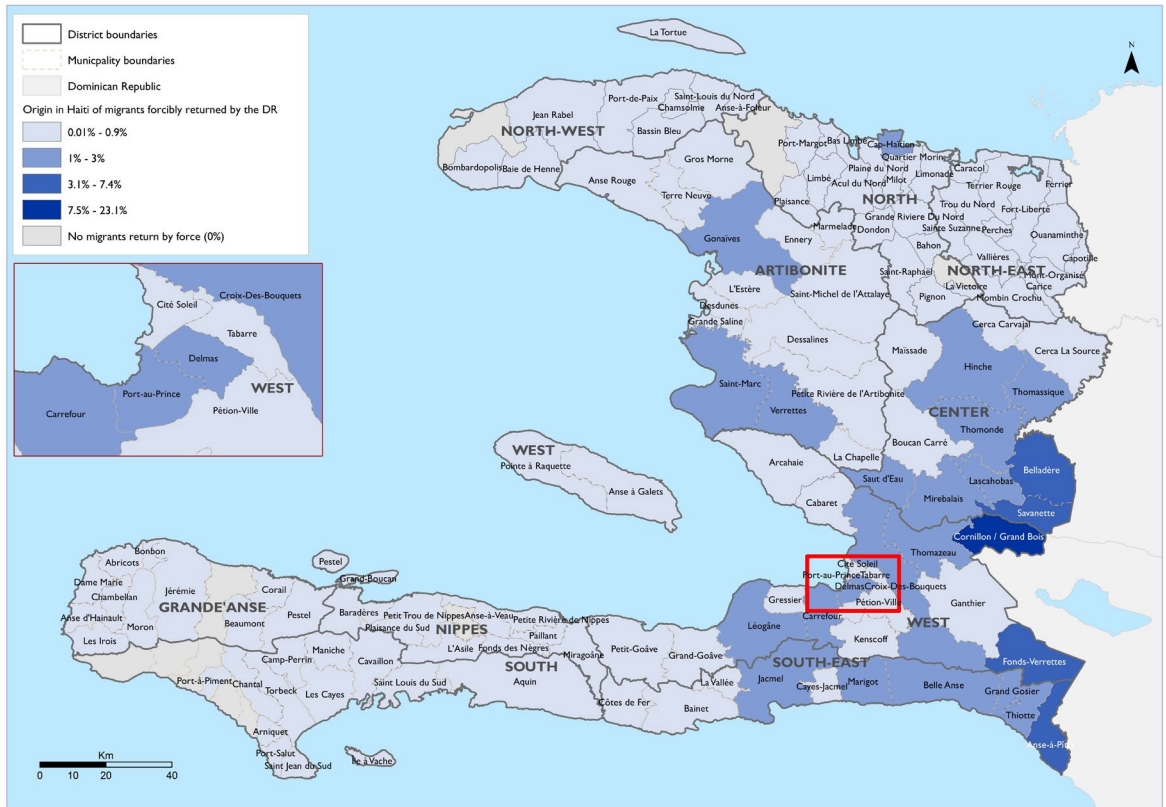 District boundaries
Municpality boundaries
Dominican Republic
Origin in Haiti of migrants forcibly returned by the DR
0.01% - 0.9%
1% - 3%
3.1% - 7.4%
7.5% - 23.1%
No migrants return by force (0%)
N
La Tortue
Saint-Louis du Nord
Port-de-Paix
Chamsolme
Anse-à-Foleur
Jean Rabel
NORTH-WEST
Bassin Bleu
Port-Margot
Bas Limbé
Cap-Haïtien
Quartier Morin
Bombardopolis
Baie de Henne
Gros Morne
Anse Rouge
Limbé
Plaine du Nord
Acul du Nord
Milot
Limonade
Caracol
Terrier Rouge
Ferrier
Terre Neuve
Plaisance
NORTH
Trou du Nord
Fort-Liberté
Grande Riviere Du Nord
Sainte Suzanne
Perches
Ouanaminthe
Marmelade
Dondon
Gonaïves
Ennery
Bahon
Vallières
Capotille
ARTIBONITE
Saint-Raphaël
NORTH-EAST
Mont-Organisé
La Victoire
Carice
L'Estère
Saint-Michel de l'Attalaye
Pignon
Mombin Crochu
Desdunes
Grande Saline
Cerca Carvajal
Dessalines
Maïssade
Cerca La Source
Hinche
Saint-Marc
Petite Rivière de l'Artibonite
Thomassique
Verrettes
CENTER
Thomonde
Boucan Carré
La Chapelle
Arcahaie
Belladère
Saut d'Eau
Lascahobas
Cabaret
Mirebalais
Savanette
Cornillon / Grand Bois
Thomazeau
WEST
Pointe à Raquette
Anse à Galets
Cité Soleil
Port-au-Prince
Tabarre
Delmas
Croix-Des-Bouquets
Gressier
Pétion-Ville
Ganthier
Léogâne
Carrefour
WEST
Kenscoff
Fonds-Verrettes
SOUTH-EAST
Jacmel
Cayes-Jacmel
Marigot
Belle Anse
Grand Gosier
Thiotte
Croix-Des-Bouquets
Cité Soleil
Tabarre
Delmas
Port-au-Prince
WEST
Carrefour
Pétion-Ville
Bonbon
Abricots
Pestel
Grand-Boucan
Dame Marie
Chambellan
Jérémie
Corail
GRANDE'ANSE
Pestel
Baradères
Petit Trou de Nippes
Anse-à-Veau
Petite Rivière de Nippes
Anse d'Hainault
Moron
Beaumont
Plaisance du Sud
NIPPES
Paillant
Les Irois
Maniche
L'Asile
Fonds des Nègres
Miragoâne
Petit-Goâve
Grand-Goâve
Camp-Perrin
Cavaillon
SOUTH
Port-à-Piment
Chantal
Torbeck
Les Cayes
Saint Louis du Sud
Aquin
La Vallée
Côtes de Fer
Bainet
Arniquet
Port-Salut
Saint Jean du Sud
Km
0
10
20
40